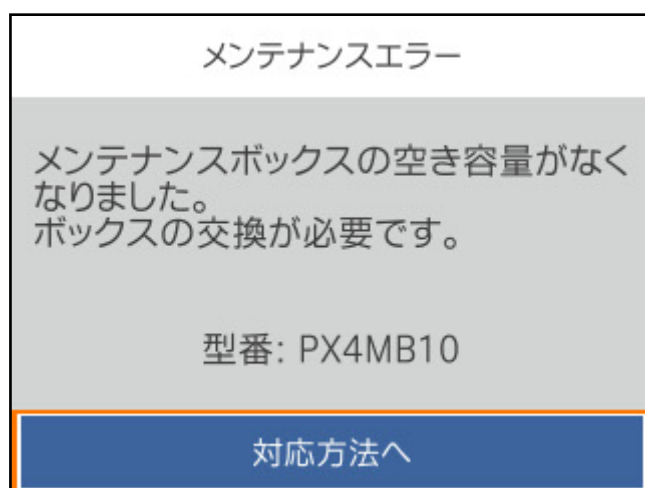 メンテナンスエラー
メンテナンスボックスの空き容量がなく
なりました。
ボックスの交換が必要です。
型番: PX4MB10
対応方法へ